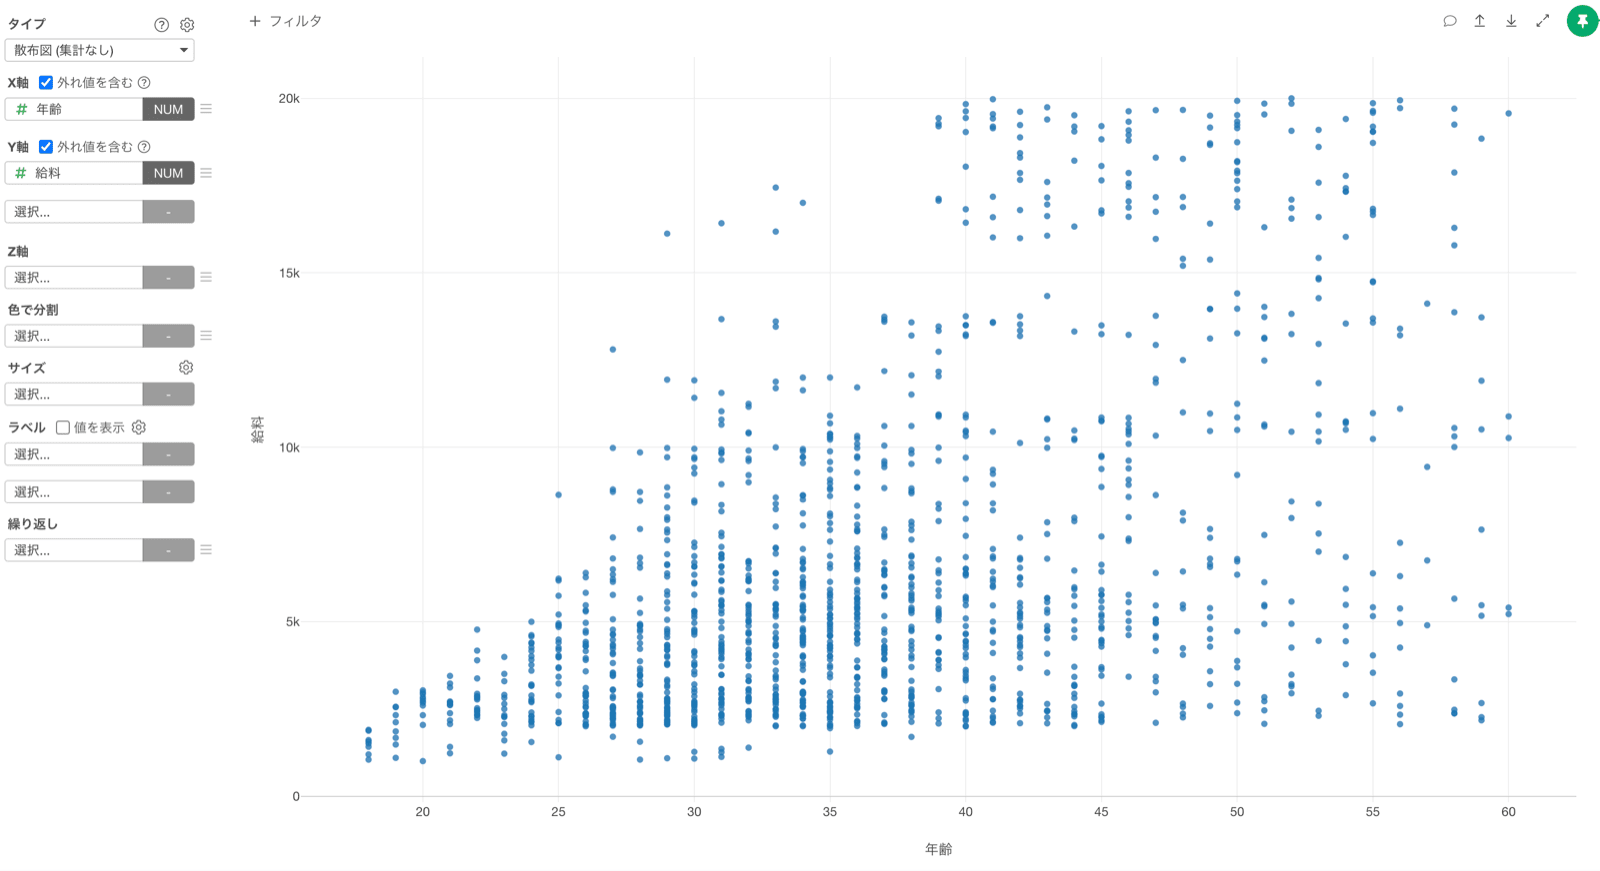 タイプ
散布図 (集計なし)
X軸 外れ値を含む
# 年齢 NUM
Y軸 外れ値を含む
# 給料 NUM
選択... -
Z軸
選択... -
色で分割
選択... -
サイズ
選択... -
ラベル 値を表示
選択... -
選択... -
繰り返し
選択... -
+ フィルタ
20k
15k
10k
5k
0
給料
20 25 30 35 40 45 50 55 60
年齢